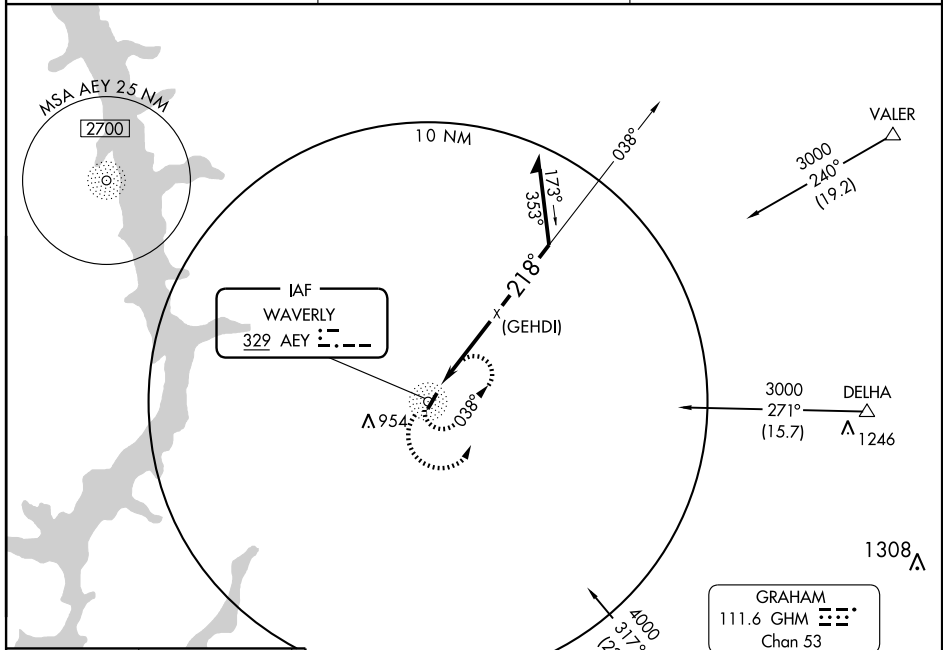 MSA AEY 25 NM
2700
10 NM
038°
VALER
3000
240°
(19.2)
173°
353°
218°
(GEHDI)
IAF
WAVERLY
329 AEY
954
038°
3000
271°
(15.7)
DELHA
1246
1308
4000
317°
GRAHAM
111.6 GHM
Chan 53